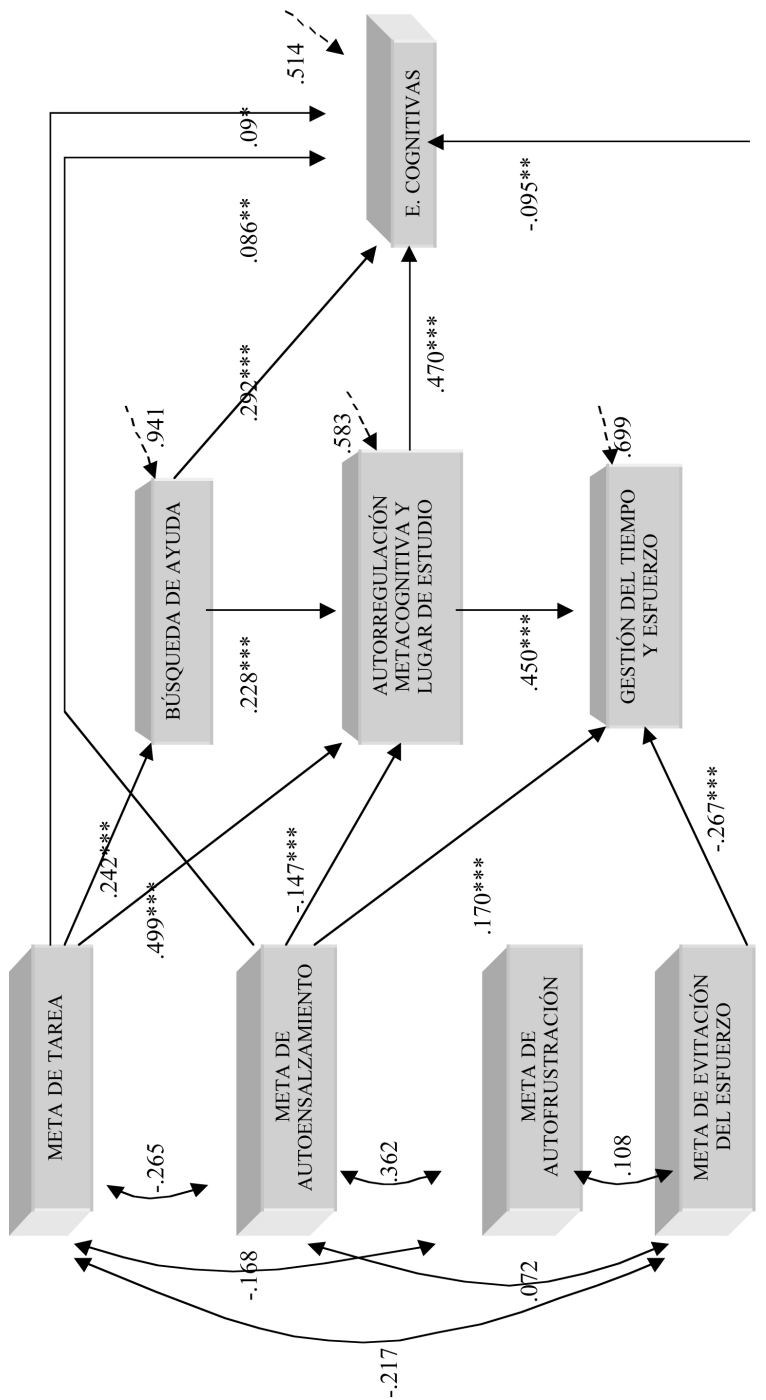 META DE TAREA
META DE
AUTOENSALZAMIENTO
META DE
AUTOFRUSTRACIÓN
META DE EVITACIÓN
DEL ESFUERZO
-.265
.362
.108
-.168
.072
-.217
.242***
.499***
-.147***
.170***
-.267***
BÚSQUEDA DE AYUDA
.941
.228***
AUTORREGULACIÓN
METACOGNITIVA Y
LUGAR DE ESTUDIO
.583
.450***
GESTIÓN DEL TIEMPO
Y ESFUERZO
.699
.292***
.470***
.086**
.09*
-.095**
.514
E. COGNITIVAS